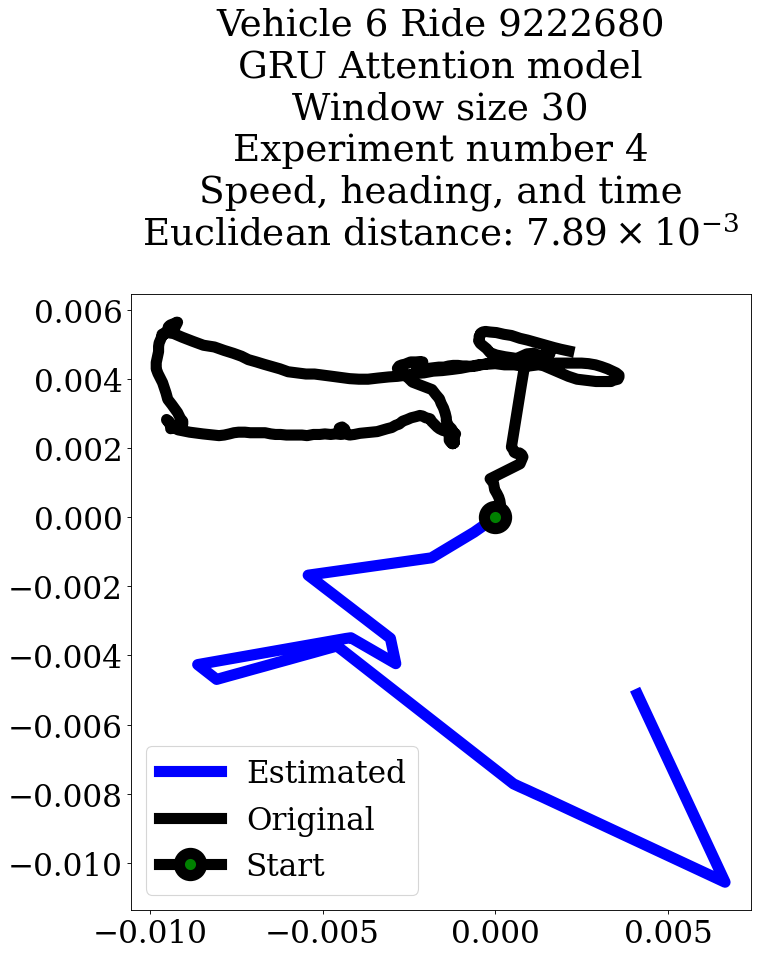 Vehicle 6 Ride 9222680
GRU Attention model
Window size 30
Experiment number 4
Speed, heading, and time
Euclidean distance: 7.89 × 10⁻³
0.006
0.004
0.002
0.000
−0.002
−0.004
−0.006
−0.008
−0.010
Estimated
Original
Start
−0.010 −0.005 0.000 0.005